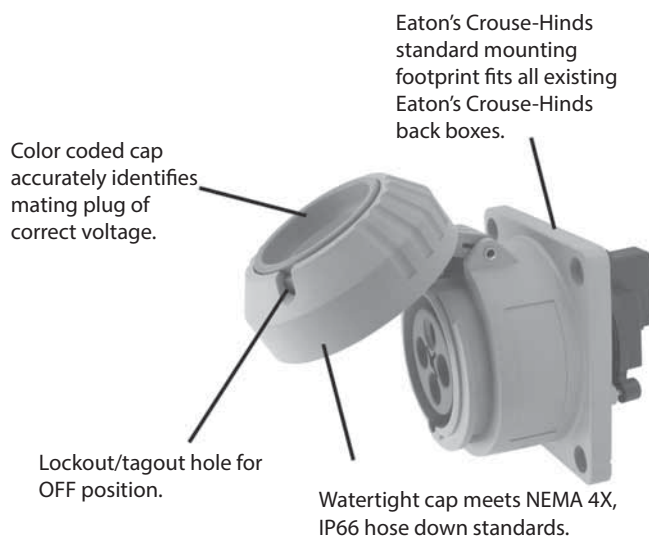 Eaton’s Crouse-Hinds
standard mounting
footprint fits all existing
Eaton’s Crouse-Hinds
back boxes.
Color coded cap
accurately identifies
mating plug of
correct voltage.
Lockout/tagout hole for
OFF position.
Watertight cap meets NEMA 4X,
IP66 hose down standards.